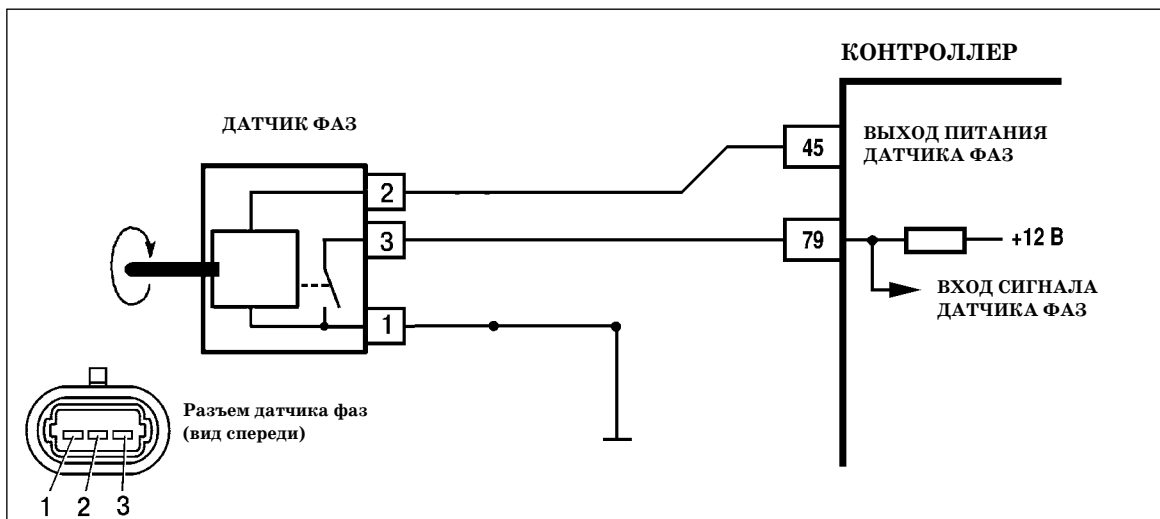 КОНТРОЛЛЕР
ДАТЧИК ФАЗ
45
ВЫХОД ПИТАНИЯ
ДАТЧИКА ФАЗ
2
3
79
+12 В
ВХОД СИГНАЛА
ДАТЧИКА ФАЗ
1
Разъем датчика фаз
(вид спереди)
1 2 3